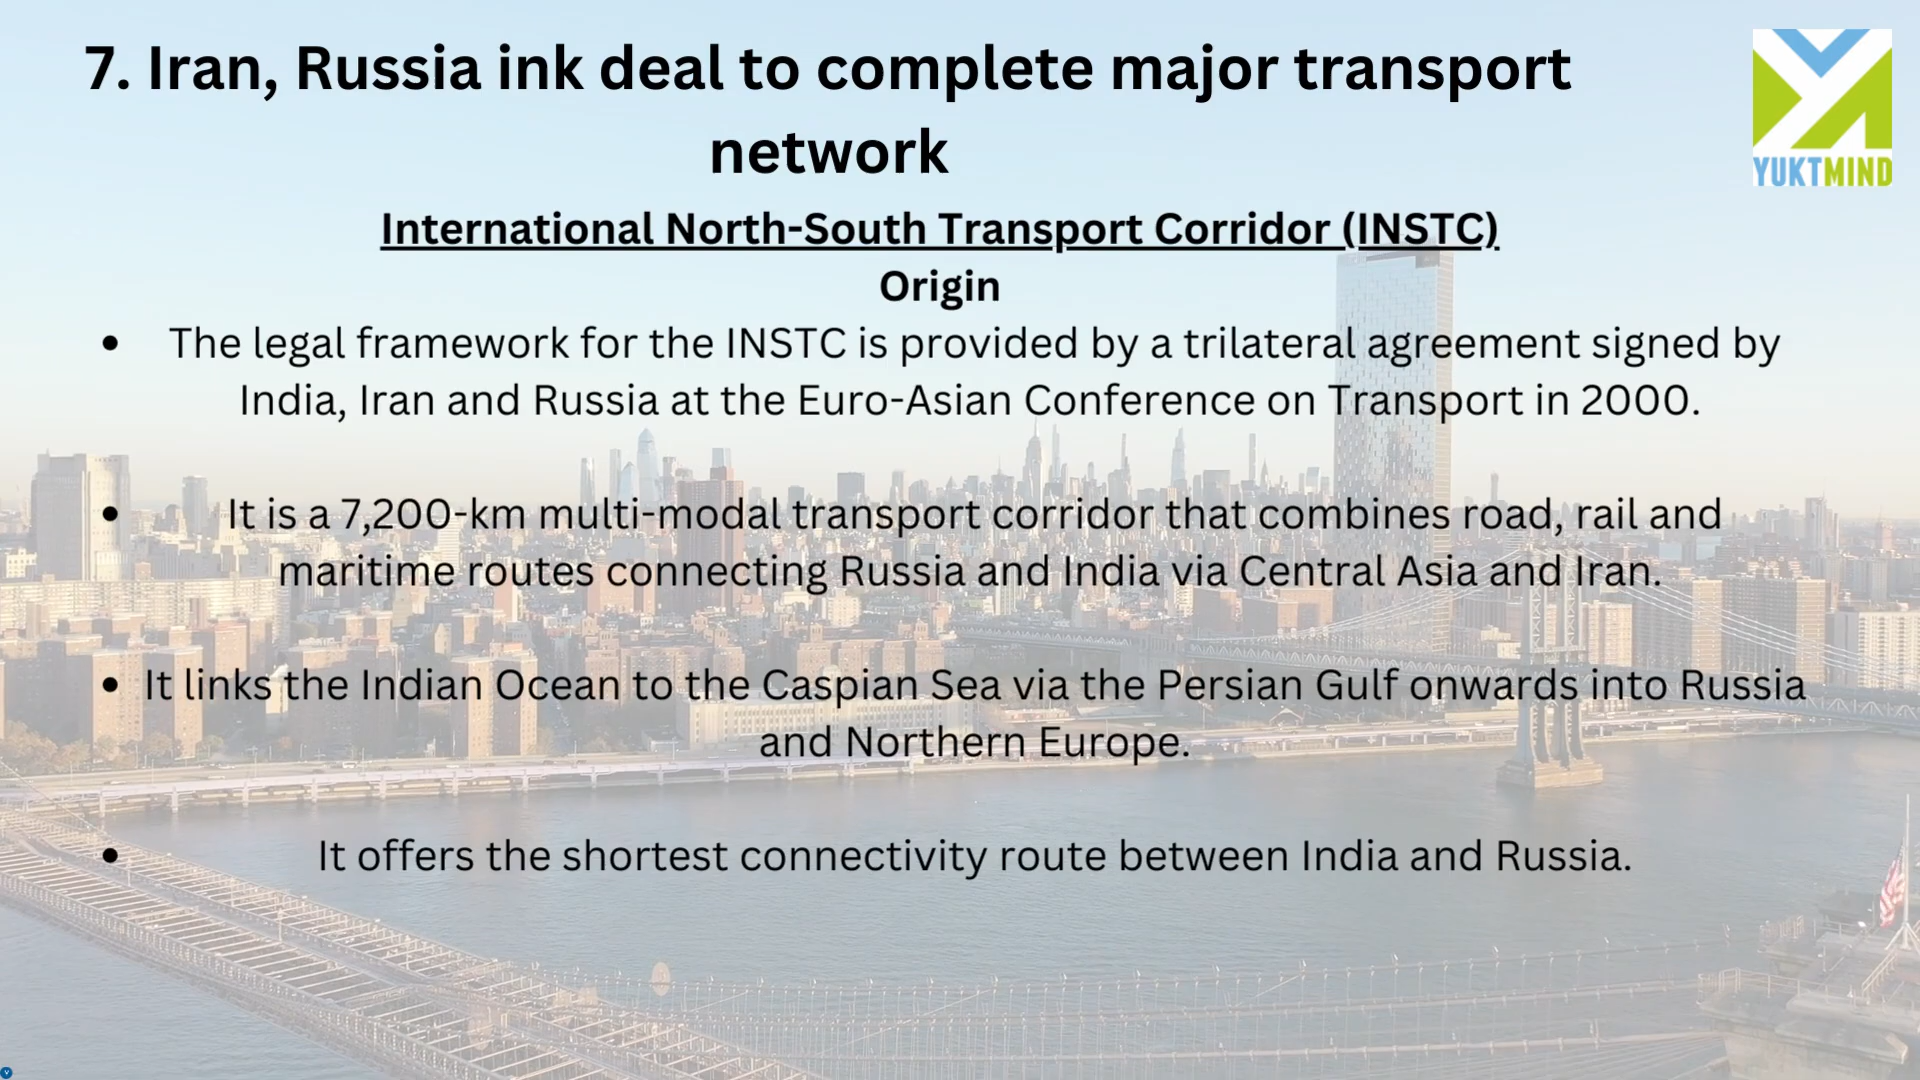 7. Iran, Russia ink deal to complete major transport
network
YUKTMIND
International North-South Transport Corridor (INSTC)
Origin
• The legal framework for the INSTC is provided by a trilateral agreement signed by
India, Iran and Russia at the Euro-Asian Conference on Transport in 2000.
• It is a 7,200-km multi-modal transport corridor that combines road, rail and
maritime routes connecting Russia and India via Central Asia and Iran.
• It links the Indian Ocean to the Caspian Sea via the Persian Gulf onwards into Russia
and Northern Europe.
• It offers the shortest connectivity route between India and Russia.